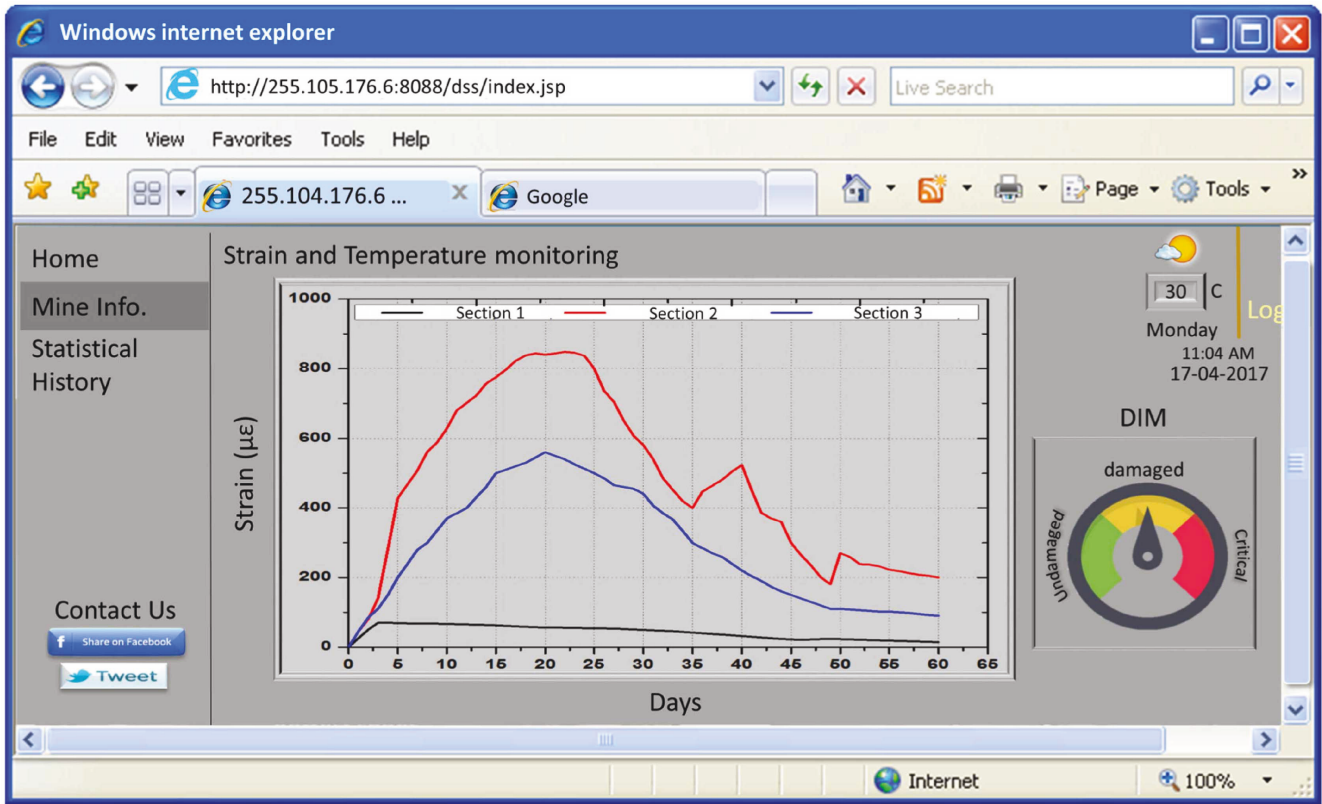 Windows internet explorer
http://255.105.176.6:8088/dss/index.jsp
Live Search
File Edit View Favorites Tools Help
255.104.176.6 ... x Google
Page Tools »
Home
Mine Info.
Statistical
History
Contact Us
f Share on Facebook
Tweet
Strain and Temperature monitoring
Section 1 Section 2 Section 3
Strain (με)
1000
800
600
400
200
0
0 5 10 15 20 25 30 35 40 45 50 55 60 65
Days
30 C
Log
Monday
11:04 AM
17-04-2017
DIM
damaged
Undamaged
Critical
Internet 100%